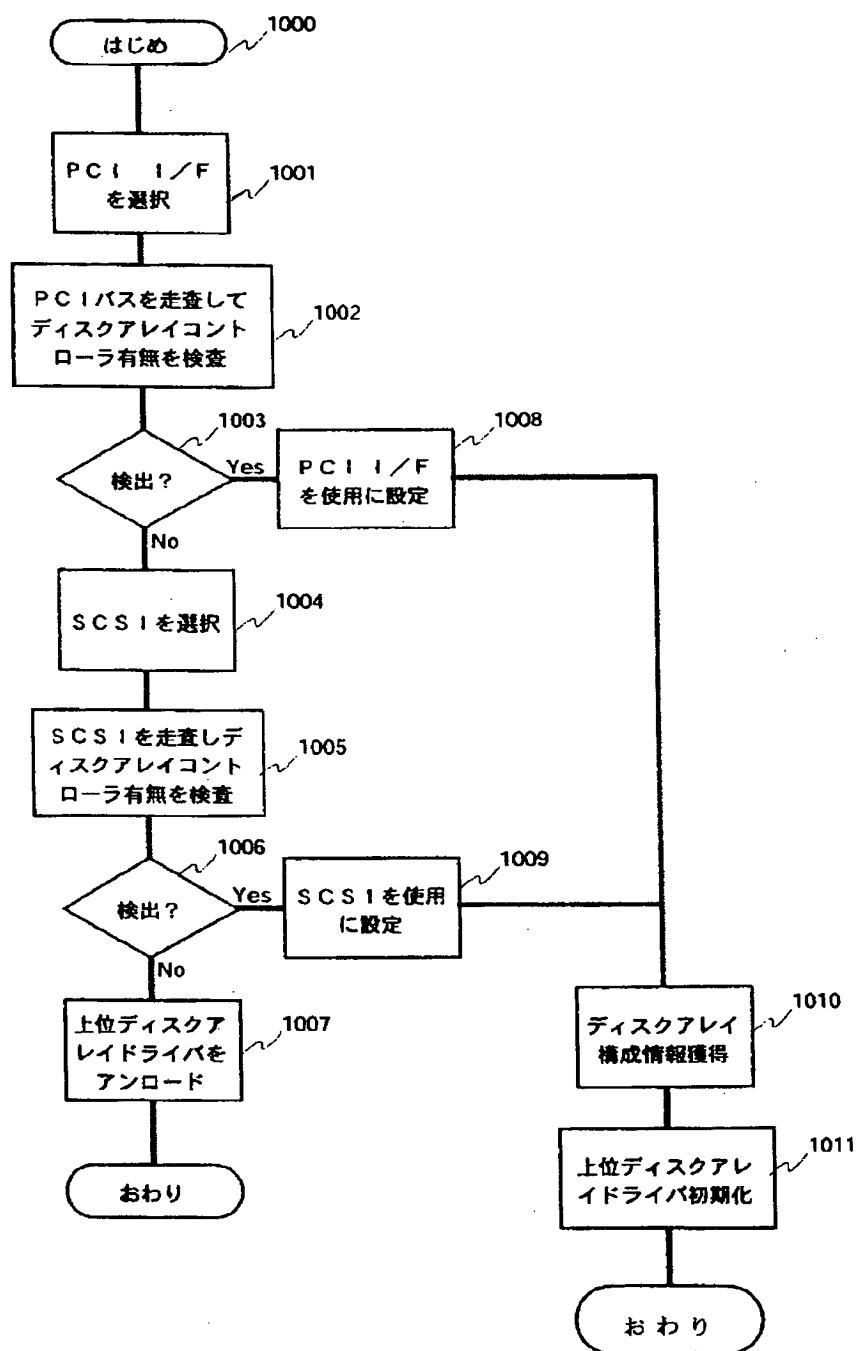 はじめ
1000
PCI I/F
を選択
1001
PCIバスを走査して
ディスクアレイコント
ローラ有無を検査
1002
1003
検出？
Yes
No
1008
PCI I/F
を使用に設定
SCSIを選択
1004
SCSIを走査しデ
ィスクアレイコント
ローラ有無を検査
1005
1006
検出？
Yes
No
1009
SCSIを使用
に設定
上位ディスクア
レイドライバを
アンロード
1007
おわり
ディスクアレイ
構成情報獲得
1010
上位ディスクアレ
イドライバ初期化
1011
おわり